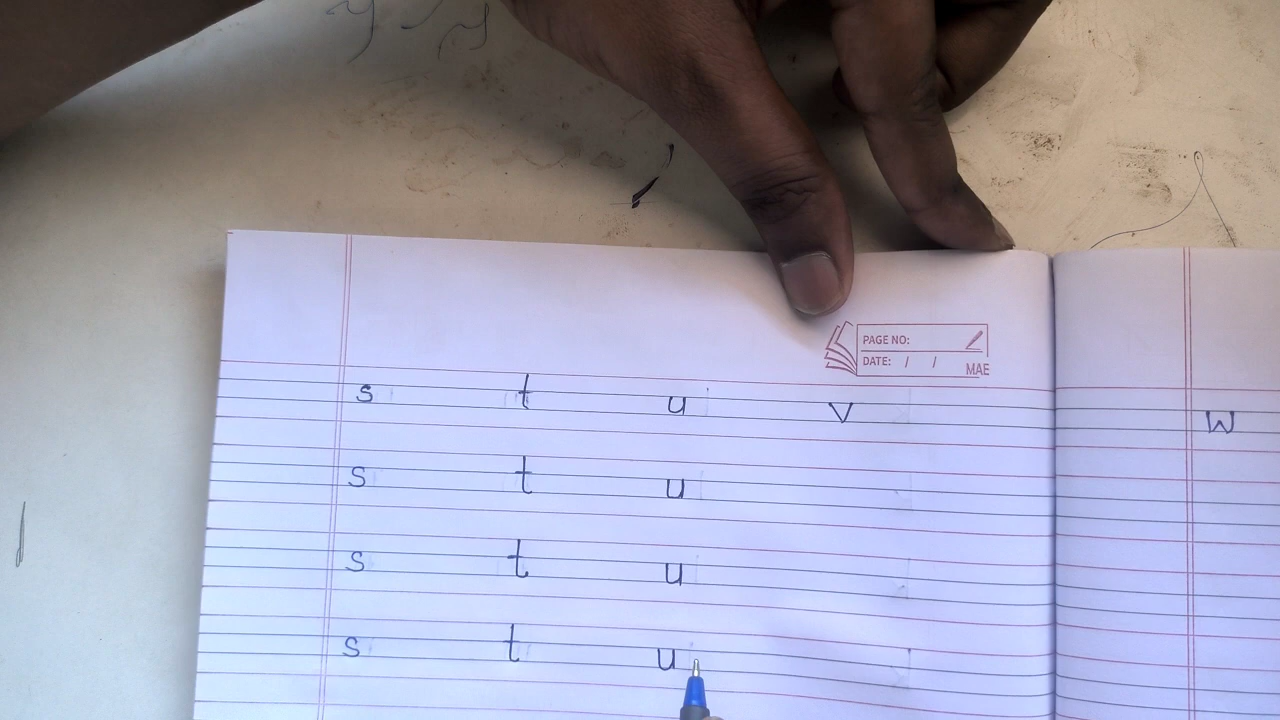 PAGE NO:
DATE: / /
MAE
s t u v w
s t u
s t u
s t u